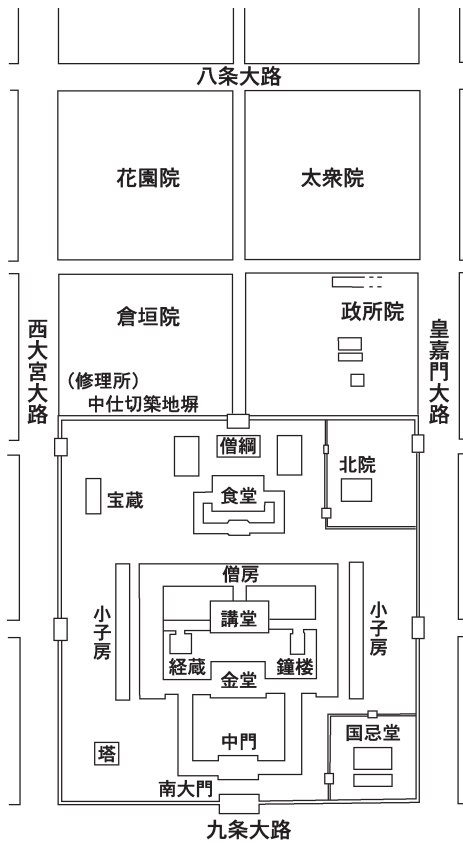 八条大路
花園院
太衆院
倉垣院
政所院
西大宮大路
皇嘉門大路
（修理所）
中仕切築地塀
僧綱
北院
食堂
宝蔵
僧房
小子房
講堂
小子房
経蔵
鐘楼
金堂
国忌堂
中門
塔
南大門
九条大路